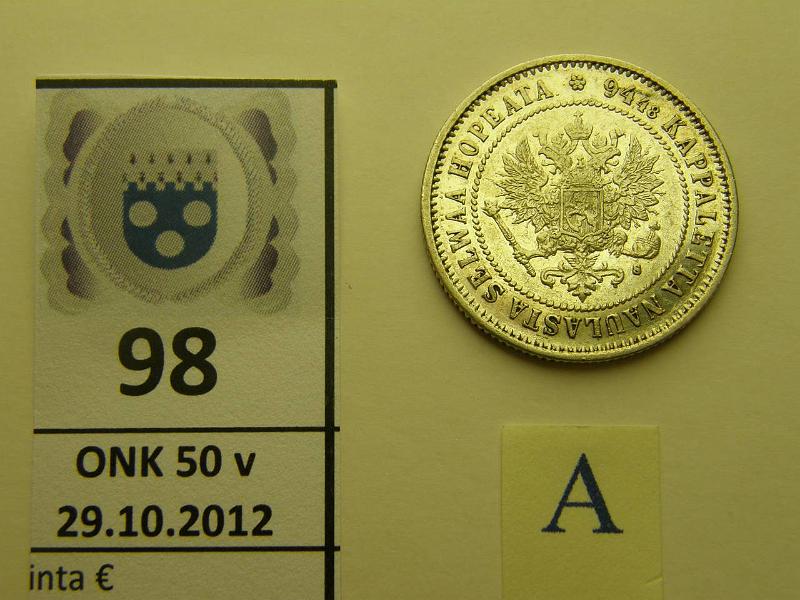 98
ONK 50 v
29.10.2012
inta €
94,48 KAPPALETTA NAULASTA SELWÄÄ HOPEATA
S
A